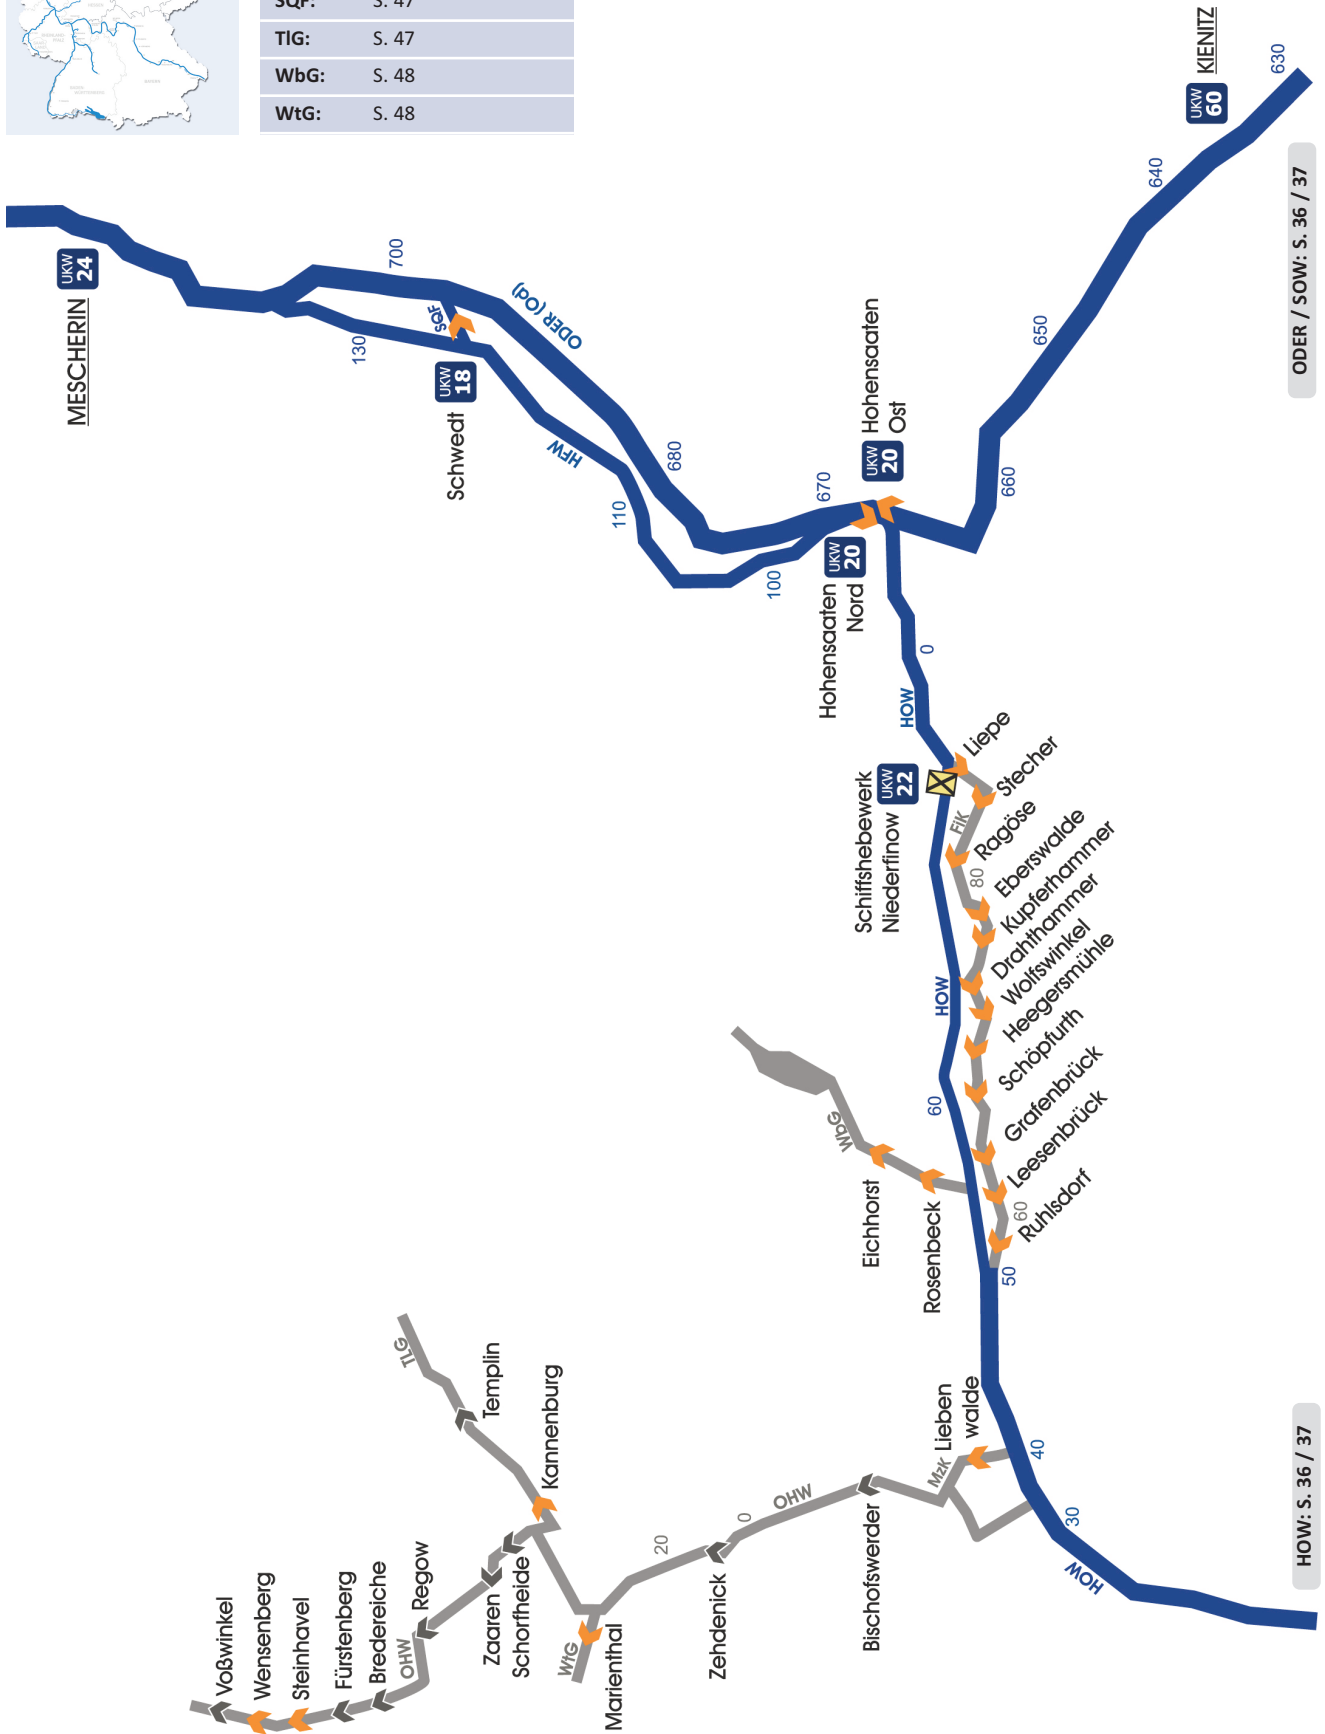 SQF: S. 47
TlG: S. 47
WbG: S. 48
WtG: S. 48
KIENITZ
UKW
60
630
640
650
660
ODER / SOW: S. 36 / 37
MESCHERIN
UKW
24
700
130
SQF
ODER (Od)
UKW
18
Schwedt
HFW
680
110
670
100
Hohensaaten
Ost
UKW
20
UKW
20
Hohensaaten
Nord
0
HOW
Schiffshebewerk
Niederfinow
UKW
22
Liepe
Stecher
FiK
Ragöse
80
Eberswalde
Kupferhammer
Drahthammer
Wolfswinkel
Heegersmühle
Schöpfurth
Grafenbrück
Leesenbrück
60
Ruhlsdorf
HOW
60
WbG
Eichhorst
Rosenbeck
50
TLG
Templin
Kannenburg
Lieben
walde
MzK
40
30
HOW
OHW
0
20
Bischofswerder
Zehdenick
WtG
Marienthal
Zaaren
Schorfheide
Regow
OHW
Bredereiche
Fürstenberg
Steinhavel
Wensenberg
Voßwinkel
HOW: S. 36 / 37